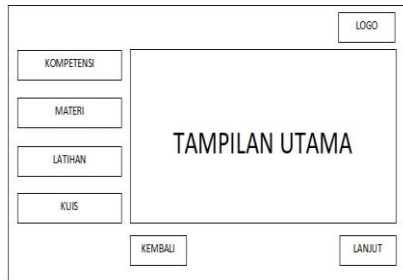 LOGO
KOMPETENSI
MATERI
LATIHAN
KUIS
TAMPILAN UTAMA
KEMBALI
LANJUT